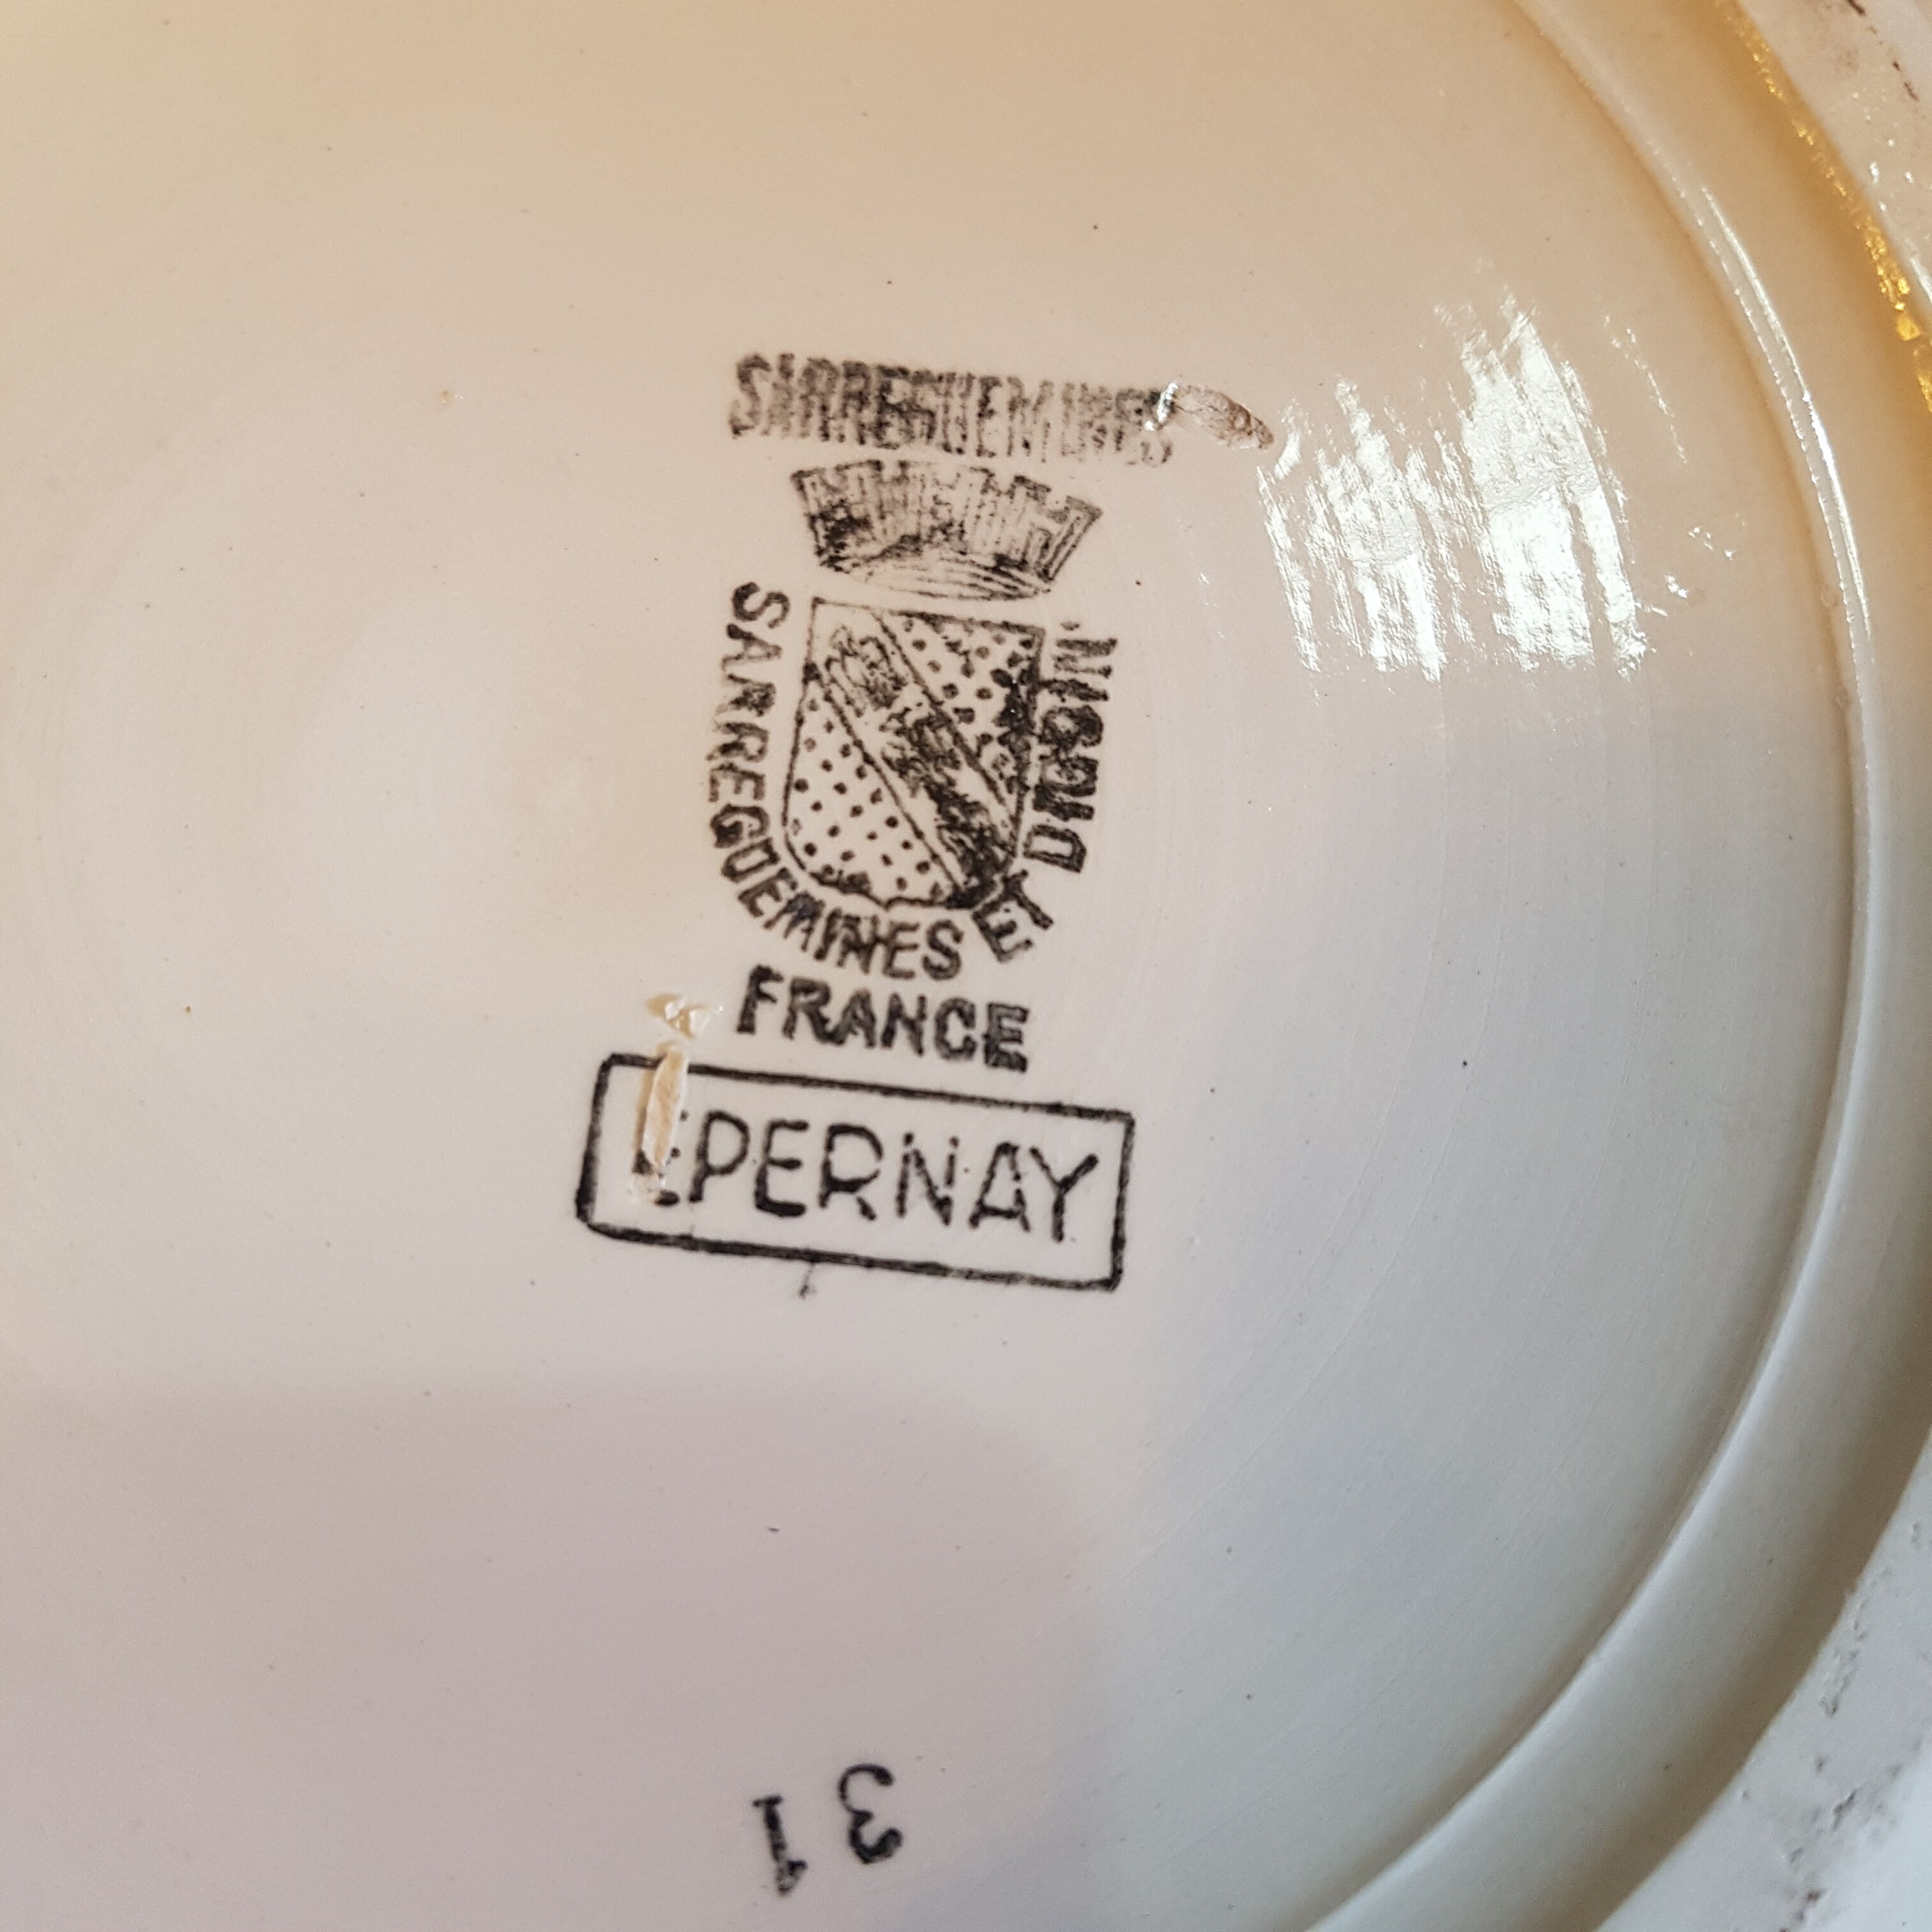 SARREGUEMINES
SARREGUEMINES ET DIGOIN.
FRANCE
EPERNAY
31